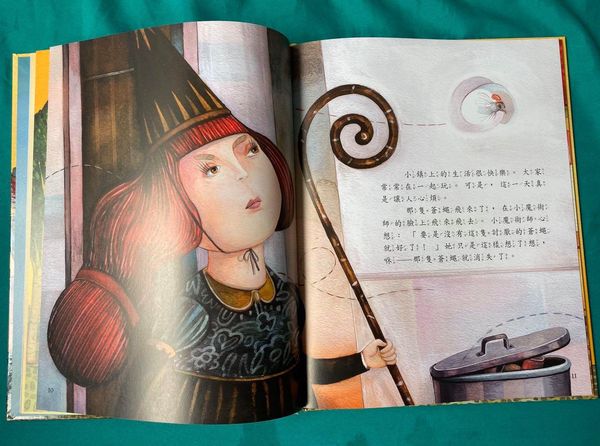 小鎮上的生活很快樂。大家
常常在一起玩。可是,這一天真
是讓人心煩。
那隻蒼蠅飛來了,在小魔術
師的臉上飛來飛去。小魔術師心
想:「要是沒有這隻討厭的蒼蠅
就好了!」她只是這樣想了想,
咻——那隻蒼蠅就消失了。
10
11